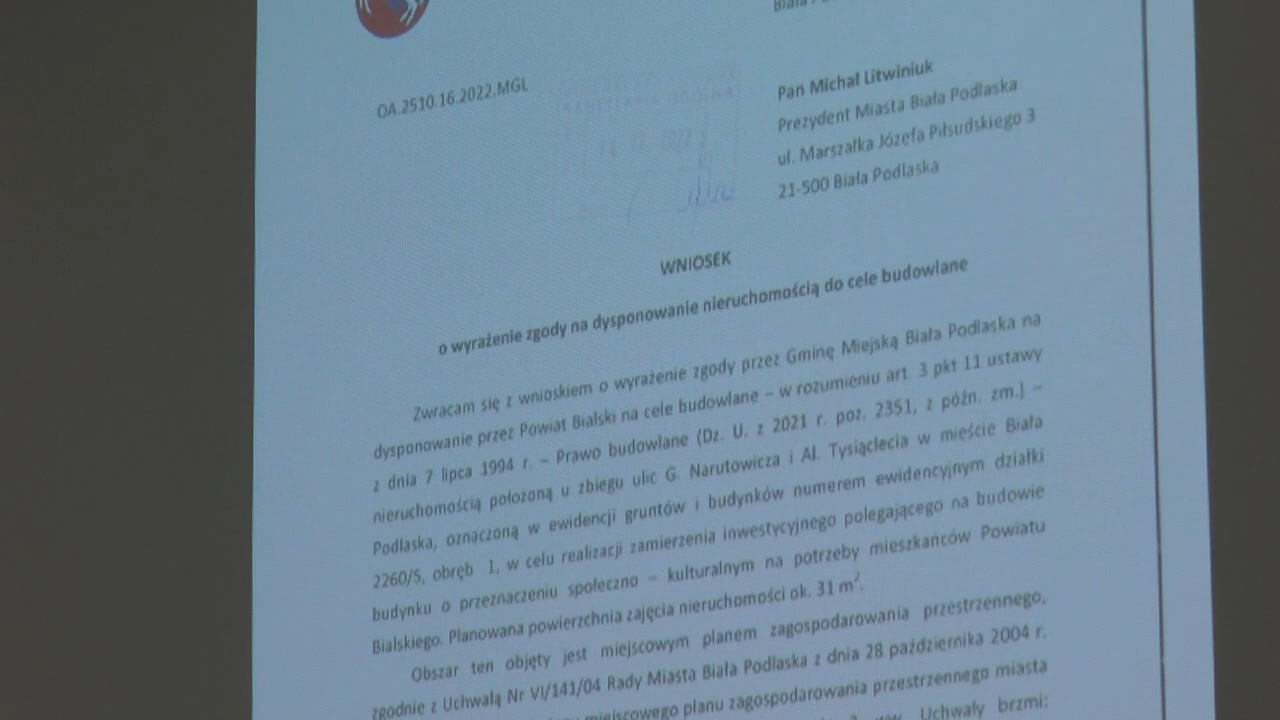 OA.2510.16.2022.MGL
KANCELARIA OGÓLNA
Pan Michał Litwiniuk
Prezydent Miasta Biała Podlaska
ul. Marszałka Józefa Piłsudskiego 3
21-500 Biała Podlaska
WNIOSEK
o wyrażenie zgody na dysponowanie nieruchomością do cele budowlane
Zwracam się z wnioskiem o wyrażenie zgody przez Gminę Miejską Biała Podlaska na
dysponowanie przez Powiat Bialski na cele budowlane – w rozumieniu art. 3 pkt 11 ustawy
z dnia 7 lipca 1994 r. – Prawo budowlane (Dz. U. z 2021 r. poz. 2351, z późn. zm.) –
nieruchomością położoną u zbiegu ulic G. Narutowicza i Al. Tysiąclecia w mieście Biała
Podlaska, oznaczoną w ewidencji gruntów i budynków numerem ewidencyjnym działki
2260/5, obręb 1, w celu realizacji zamierzenia inwestycyjnego polegającego na budowie
budynku o przeznaczeniu społeczno – kulturalnym na potrzeby mieszkańców Powiatu
Bialskiego. Planowana powierzchnia zajęcia nieruchomości ok. 31 m².
Obszar ten objęty jest miejscowym planem zagospodarowania przestrzennego,
zgodnie z Uchwałą Nr VI/141/04 Rady Miasta Biała Podlaska z dnia 28 października 2004 r.
miejscowego planu zagospodarowania przestrzennego miasta
Uchwały brzmi: